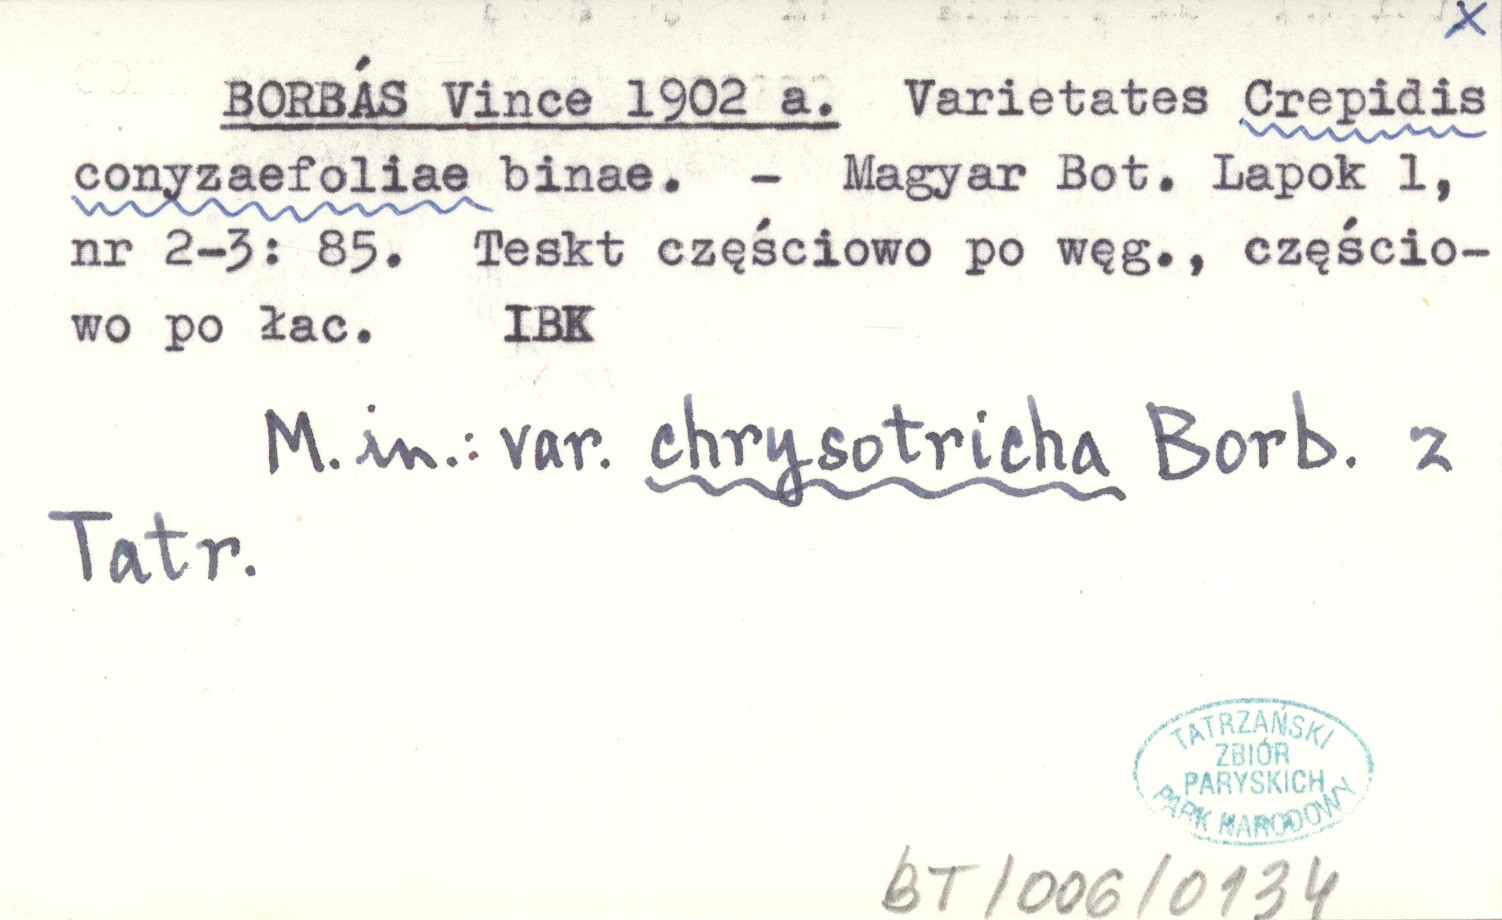 x
BORBÁS Vince 1902 a. Varietates Crepidis
conyzaefoliae binae. - Magyar Bot. Lapok 1,
nr 2-3: 85. Teskt częściowo po węg., częścio-
wo po łac. IBK
M. in.: var. chrysotricha Borb. z
Tatr.
TATRZAŃSKI
ZBIÓR
PARYSKICH
PARK NARODOWY
BT/006/0134